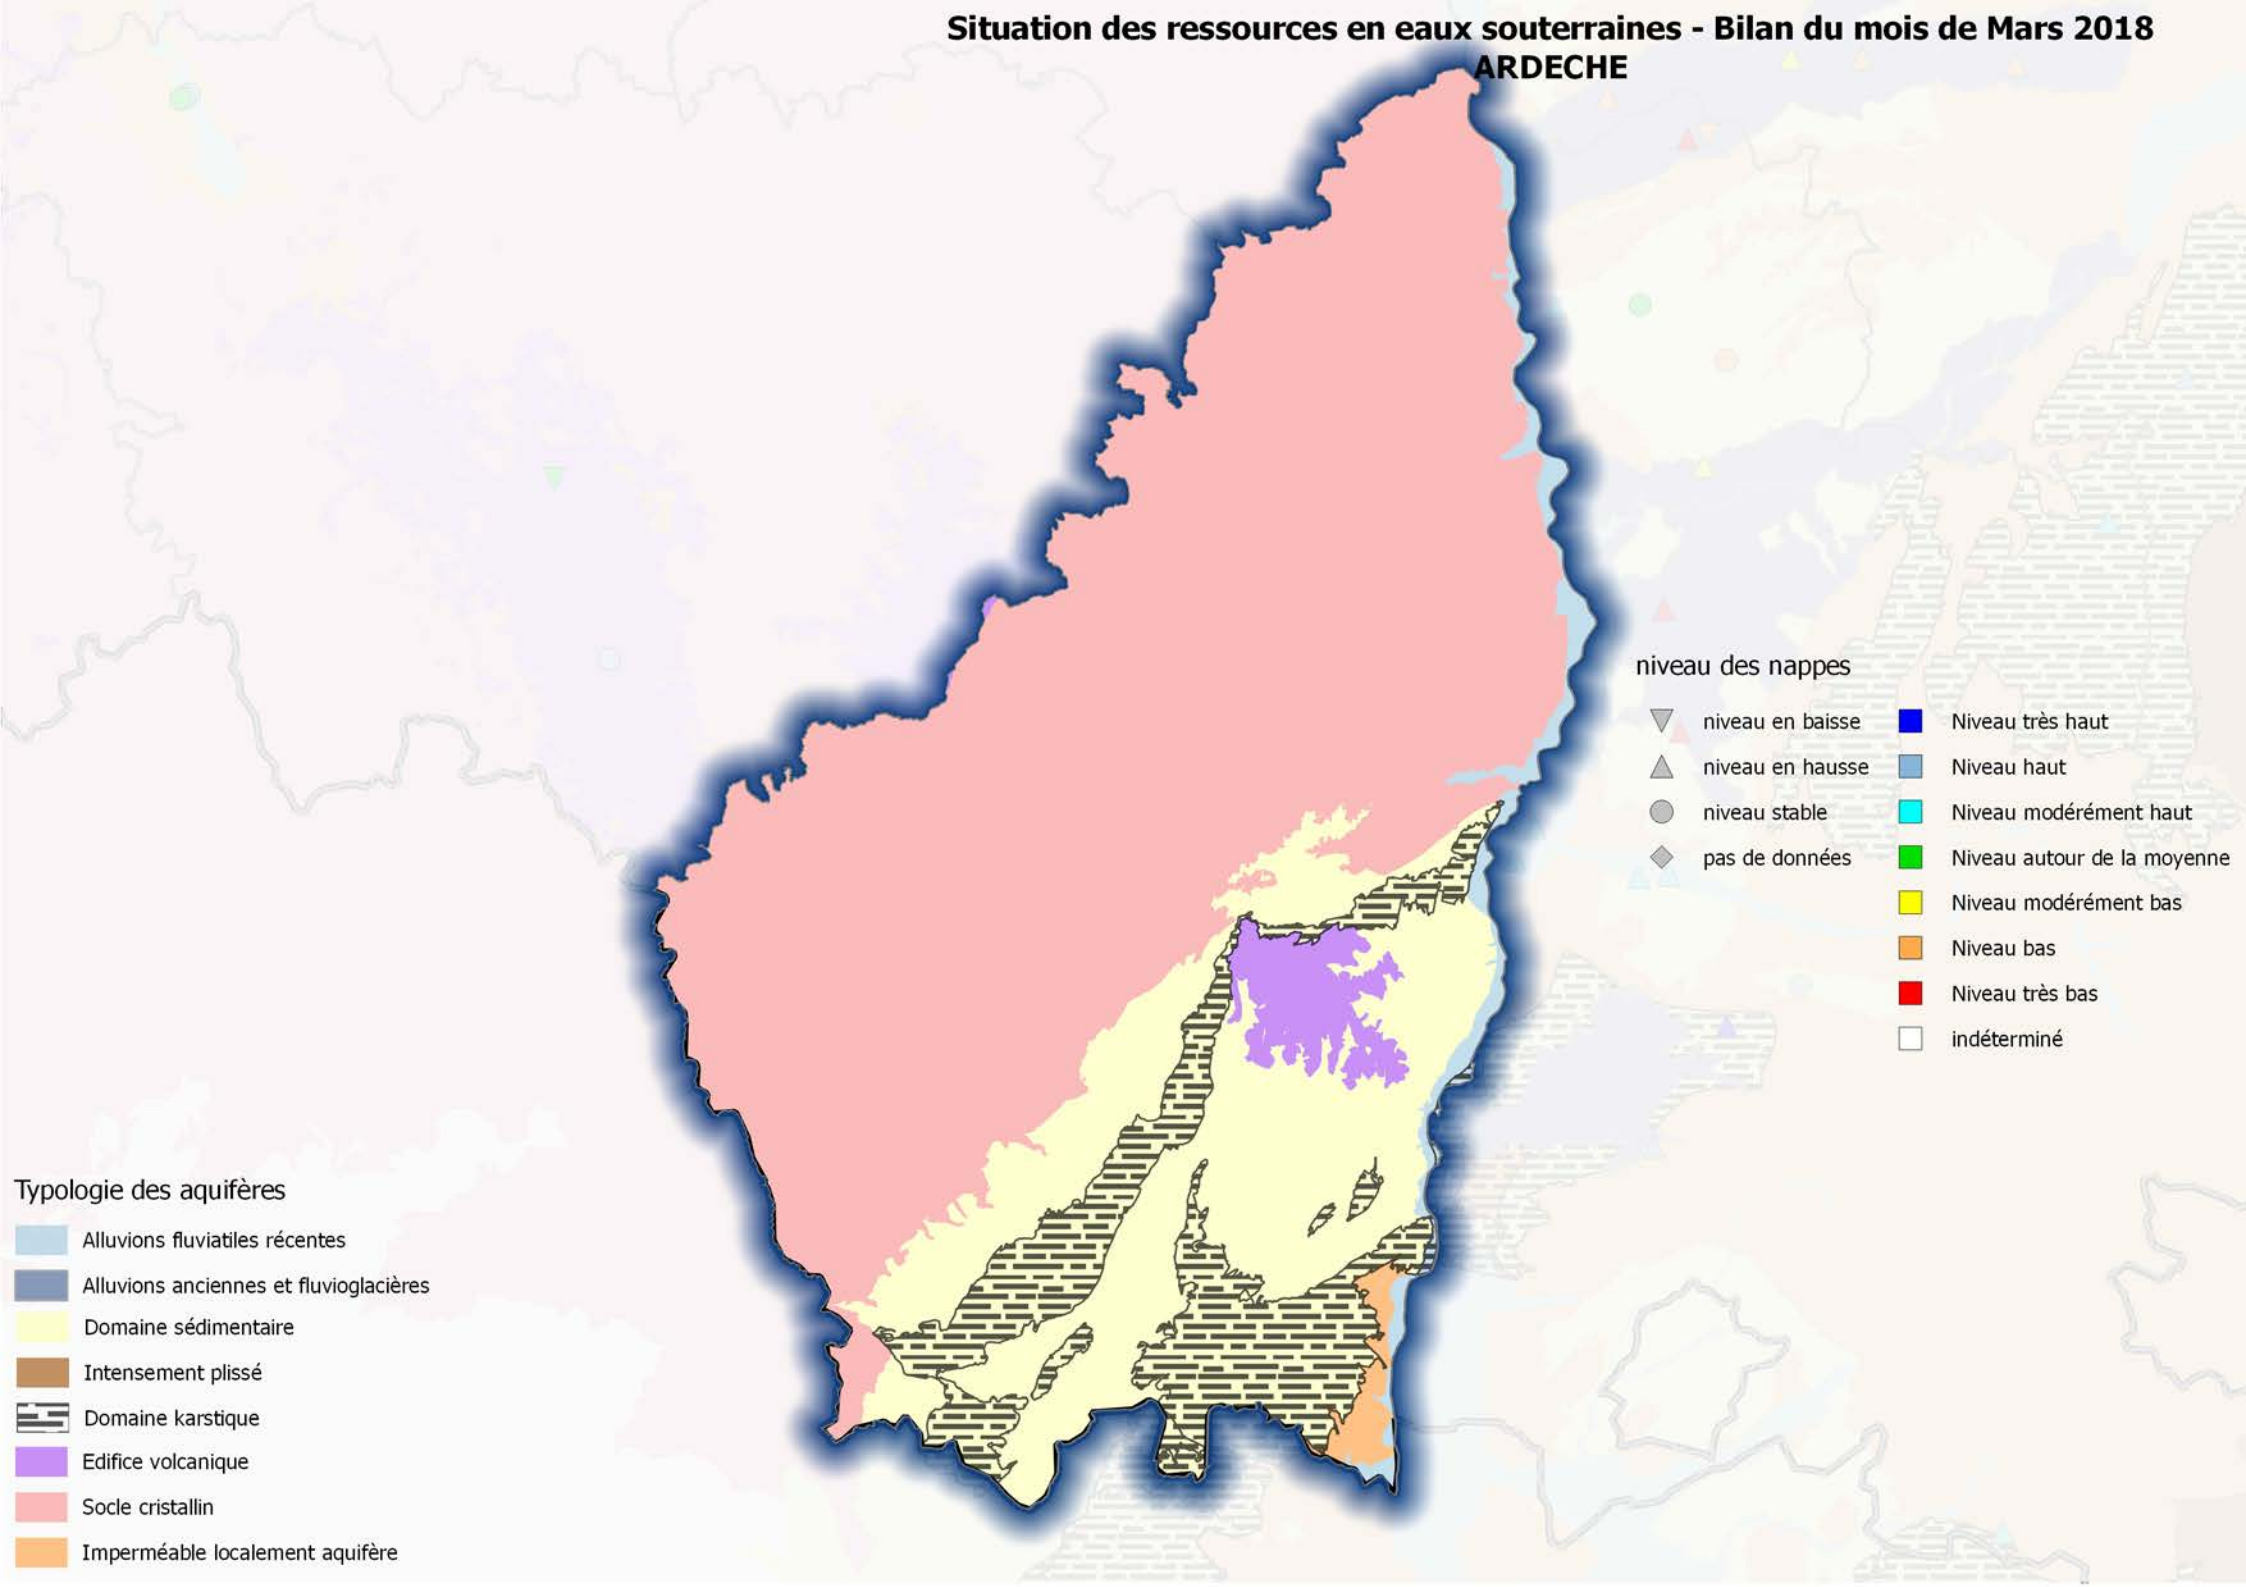 Situation des ressources en eaux souterraines - Bilan du mois de Mars 2018
ARDECHE
niveau des nappes
niveau en baisse
niveau en hausse
niveau stable
pas de données
Niveau très haut
Niveau haut
Niveau modérément haut
Niveau autour de la moyenne
Niveau modérément bas
Niveau bas
Niveau très bas
indéterminé
Typologie des aquifères
Alluvions fluviatiles récentes
Alluvions anciennes et fluvioglacières
Domaine sédimentaire
Intensement plissé
Domaine karstique
Edifice volcanique
Socle cristallin
Imperméable localement aquifère